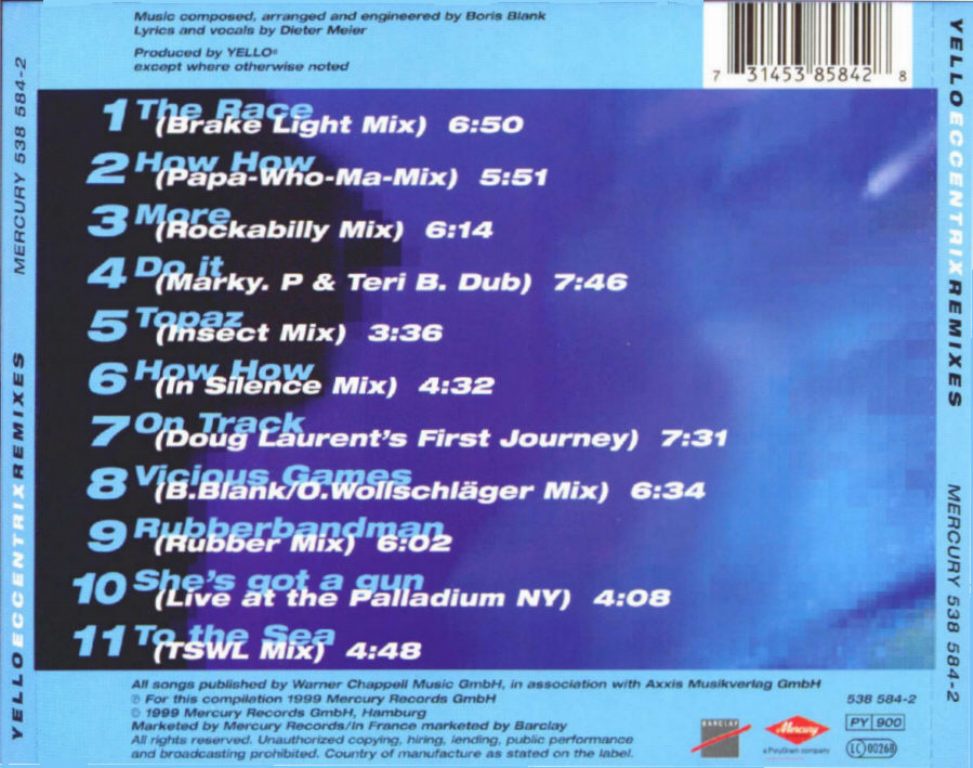 Music composed, arranged and engineered by Boris Blank
Lyrics and vocals by Dieter Meier
Produced by YELLO®
except where otherwise noted
7 31453 85842 8
MERCURY 538 584-2
YELLOECCENTRIXREMIXES
1 The Race
(Brake Light Mix) 6:50
2 How How
(Papa-Who-Ma-Mix) 5:51
3 More
(Rockabilly Mix) 6:14
4 Do it
(Marky. P & Teri B. Dub) 7:46
5 Topaz
(Insect Mix) 3:36
6 How How
(In Silence Mix) 4:32
7 On Track
(Doug Laurent's First Journey) 7:31
8 Vicious Games
(B.Blank/O.Wollschläger Mix) 6:34
9 Rubberbandman
(Rubber Mix) 6:02
10 She's got a gun
(Live at the Palladium NY) 4:08
11 To the Sea
(TSWL Mix) 4:48
YELLOECCENTRIXREMIXES
MERCURY 538 584-2
All songs published by Warner Chappell Music GmbH, in association with Axxis Musikverlag GmbH
℗ For this compilation 1999 Mercury Records GmbH
© 1999 Mercury Records GmbH, Hamburg
Marketed by Mercury Records/In France marketed by Barclay
All rights reserved. Unauthorized copying, hiring, lending, public performance
and broadcasting prohibited. Country of manufacture as stated on the label.
538 584-2
BARCLAY
Mercury
a PolyGram company
PY 900
LC 00268